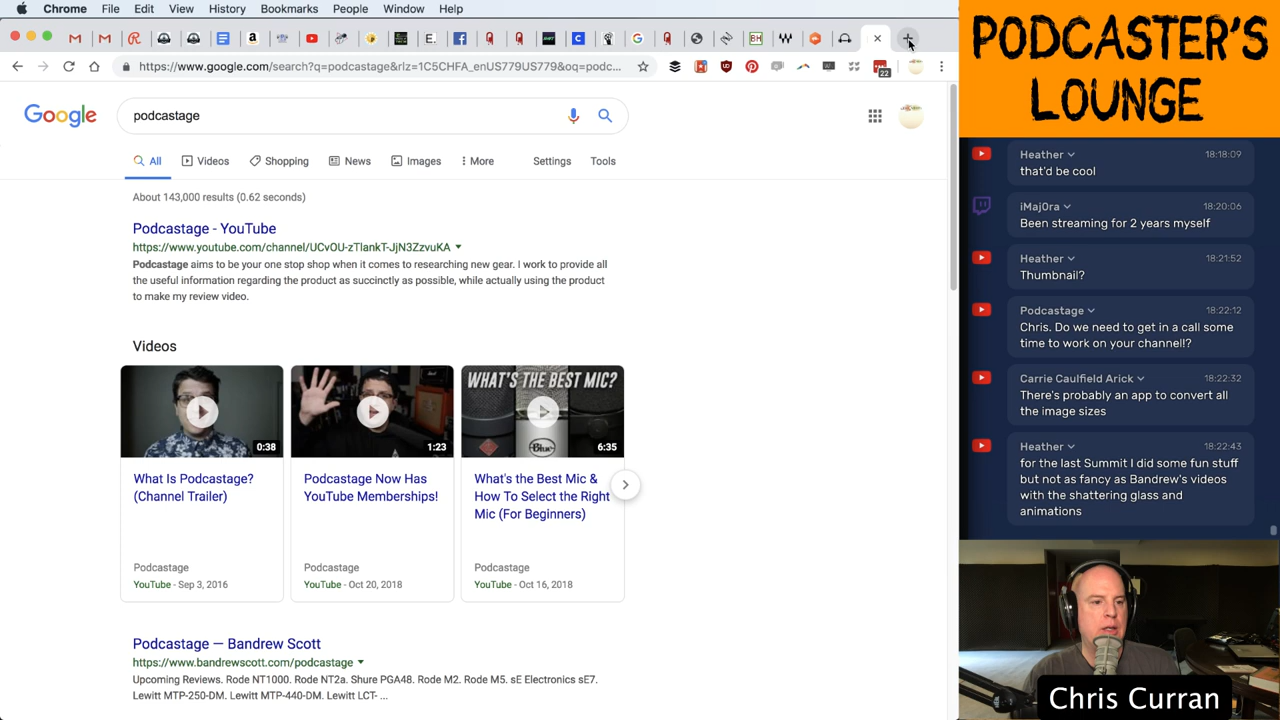 Chrome File Edit View History Bookmarks People Window Help
https://www.google.com/search?q=podcastage&rlz=1C5CHFA_enUS779US779&oq=podc...
22
Google
podcastage
All Videos Shopping News Images More Settings Tools
About 143,000 results (0.62 seconds)
Podcastage - YouTube
https://www.youtube.com/channel/UCvOU-zTlankT-JjN3ZzvuKA
Podcastage aims to be your one stop shop when it comes to researching new gear. I work to provide all
the useful information regarding the product as succinctly as possible, while actually using the product
to make my review video.
Videos
0:38
What Is Podcastage?
(Channel Trailer)
Podcastage
YouTube - Sep 3, 2016
1:23
Podcastage Now Has
YouTube Memberships!
Podcastage
YouTube - Oct 20, 2018
WHAT'S THE BEST MIC?
Blue
6:35
What's the Best Mic &
How To Select the Right
Mic (For Beginners)
Podcastage
YouTube - Oct 16, 2018
Podcastage — Bandrew Scott
https://www.bandrewscott.com/podcastage
Upcoming Reviews. Rode NT1000. Rode NT2a. Shure PGA48. Rode M2. Rode M5. sE Electronics sE7.
Lewitt MTP-250-DM. Lewitt MTP-440-DM. Lewitt LCT- ...
PODCASTER'S
LOUNGE
Heather 18:18:09
that'd be cool
iMaj0ra 18:20:06
Been streaming for 2 years myself
Heather 18:21:52
Thumbnail?
Podcastage 18:22:12
Chris. Do we need to get in a call some
time to work on your channel!?
Carrie Caulfield Arick 18:22:32
There's probably an app to convert all
the image sizes
Heather 18:22:43
for the last Summit I did some fun stuff
but not as fancy as Bandrew's videos
with the shattering glass and
animations
Chris Curran